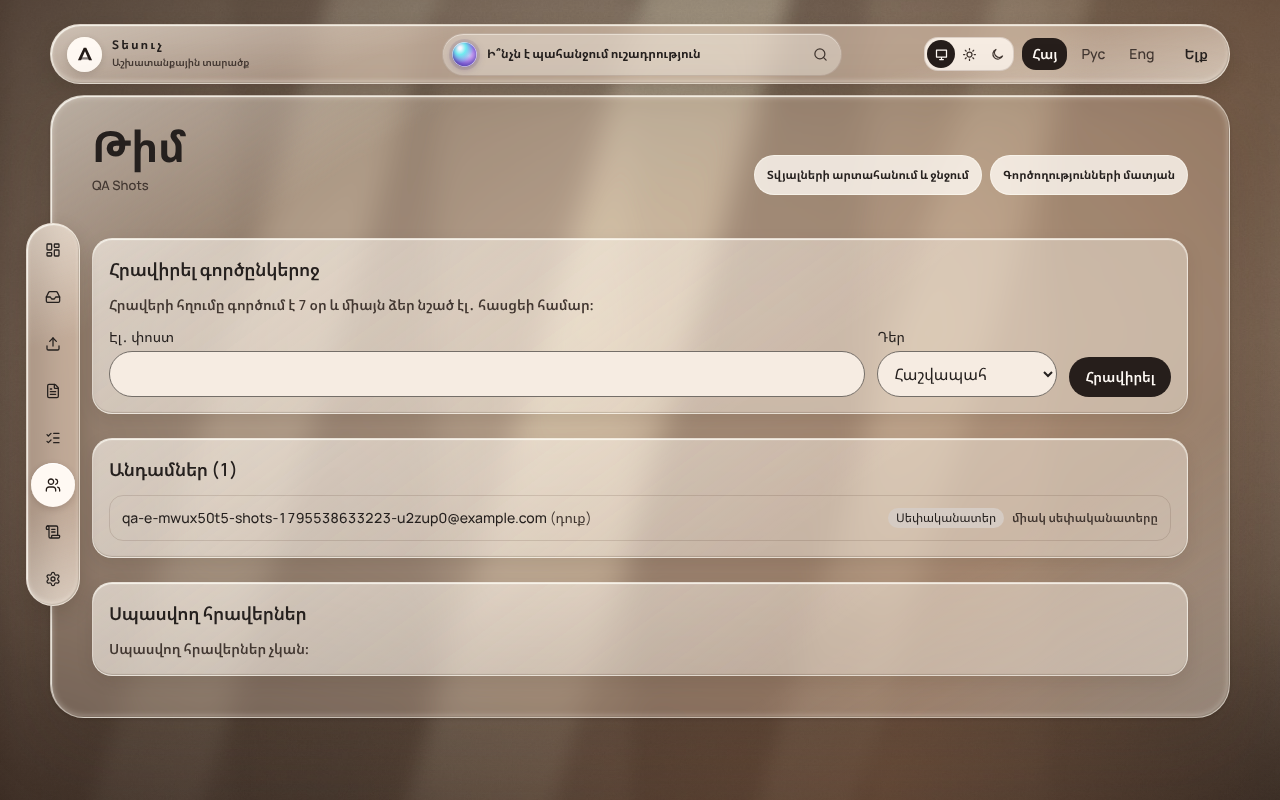 Տեսուչ
Աշխատանքային տարածք
Ի՞նչն է պահանջում ուշադրություն
Հայ
Рус
Eng
Ելք
Թիմ
QA Shots
Տվյալների արտահանում և ջնջում
Գործողությունների մատյան
Հրավիրել գործընկերոջ
Հրավերի հղումը գործում է 7 օր և միայն ձեր նշած էլ․ հասցեի համար:
Էլ․ փոստ
Դեր
Հաշվապահ
Հրավիրել
Անդամներ (1)
qa-e-mwux50t5-shots-1795538633223-u2zup0@example.com (դուք)
Սեփականատեր
միակ սեփականատերը
Սպասվող հրավերներ
Սպասվող հրավերներ չկան: